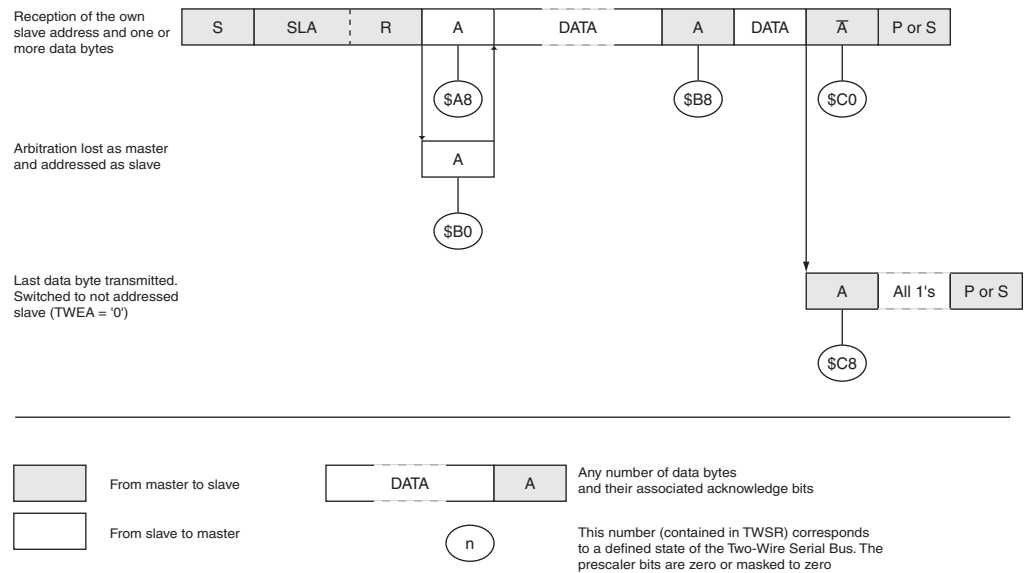 Reception of the own
slave address and one or
more data bytes
S SLA R A DATA A DATA A̅ P or S
$A8 $B8 $C0
Arbitration lost as master
and addressed as slave
A
$B0
Last data byte transmitted.
Switched to not addressed
slave (TWEA = '0')
A All 1's P or S
$C8
From master to slave
DATA A
Any number of data bytes
and their associated acknowledge bits
From slave to master
n
This number (contained in TWSR) corresponds
to a defined state of the Two-Wire Serial Bus. The
prescaler bits are zero or masked to zero